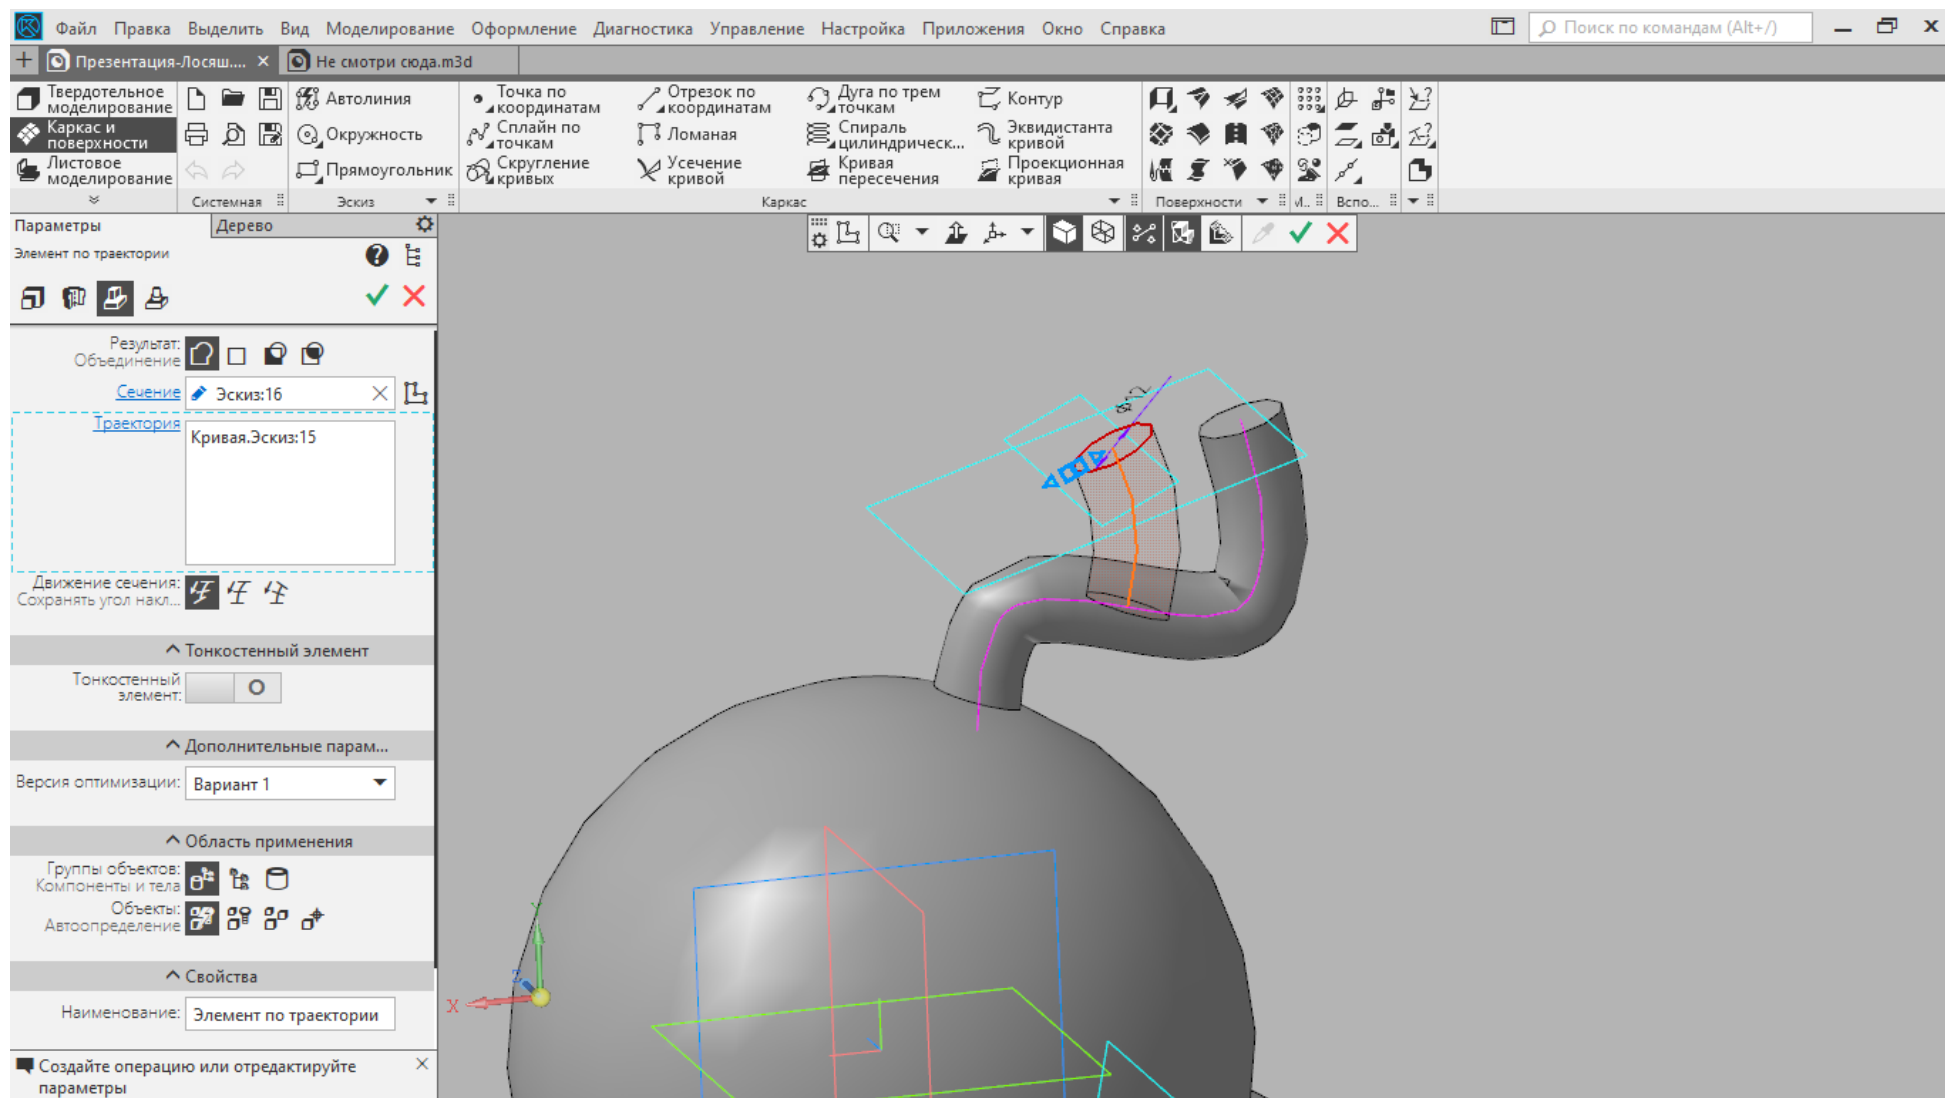 Файл Правка Выделить Вид Моделирование Оформление Диагностика Управление Настройка Приложения Окно Справка
Поиск по командам (Alt+/)
Презентация-Лосяш....
Не смотри сюда.m3d
Твердотельное моделирование
Каркас и поверхности
Листовое моделирование
Системная
Автолиния
Окружность
Прямоугольник
Эскиз
Точка по координатам
Сплайн по точкам
Скругление кривых
Отрезок по координатам
Ломаная
Усечение кривой
Дуга по трем точкам
Спираль цилиндрическ...
Кривая пересечения
Контур
Эквидистанта кривой
Проекционная кривая
Каркас
Поверхности
И..
Вспо...
Параметры
Дерево
Элемент по траектории
Результат:
Объединение
Сечение
Эскиз:16
Траектория
Кривая.Эскиз:15
Движение сечения:
Сохранять угол накл...
Тонкостенный элемент
Тонкостенный
элемент:
Дополнительные парам...
Версия оптимизации:
Вариант 1
Область применения
Группы объектов:
Компоненты и тела
Объекты:
Автоопределение
Свойства
Наименование:
Элемент по траектории
Создайте операцию или отредактируйте
параметры
X
Y
Z